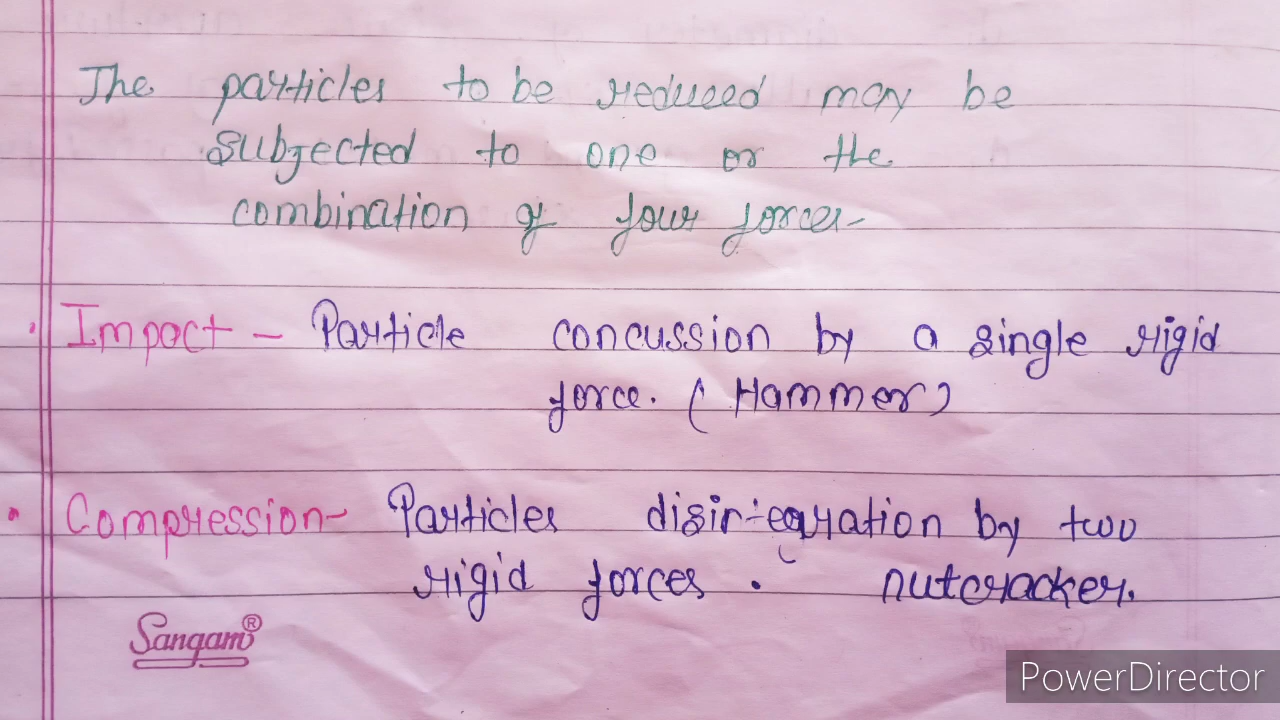 The particles to be reduced may be
subjected to one or the
combination of four forces-
Impact - Particle concussion by a single rigid
force. (Hammer)
Compression- Particles by two
rigid forces. nutcracker.
Sangam®
PowerDirector